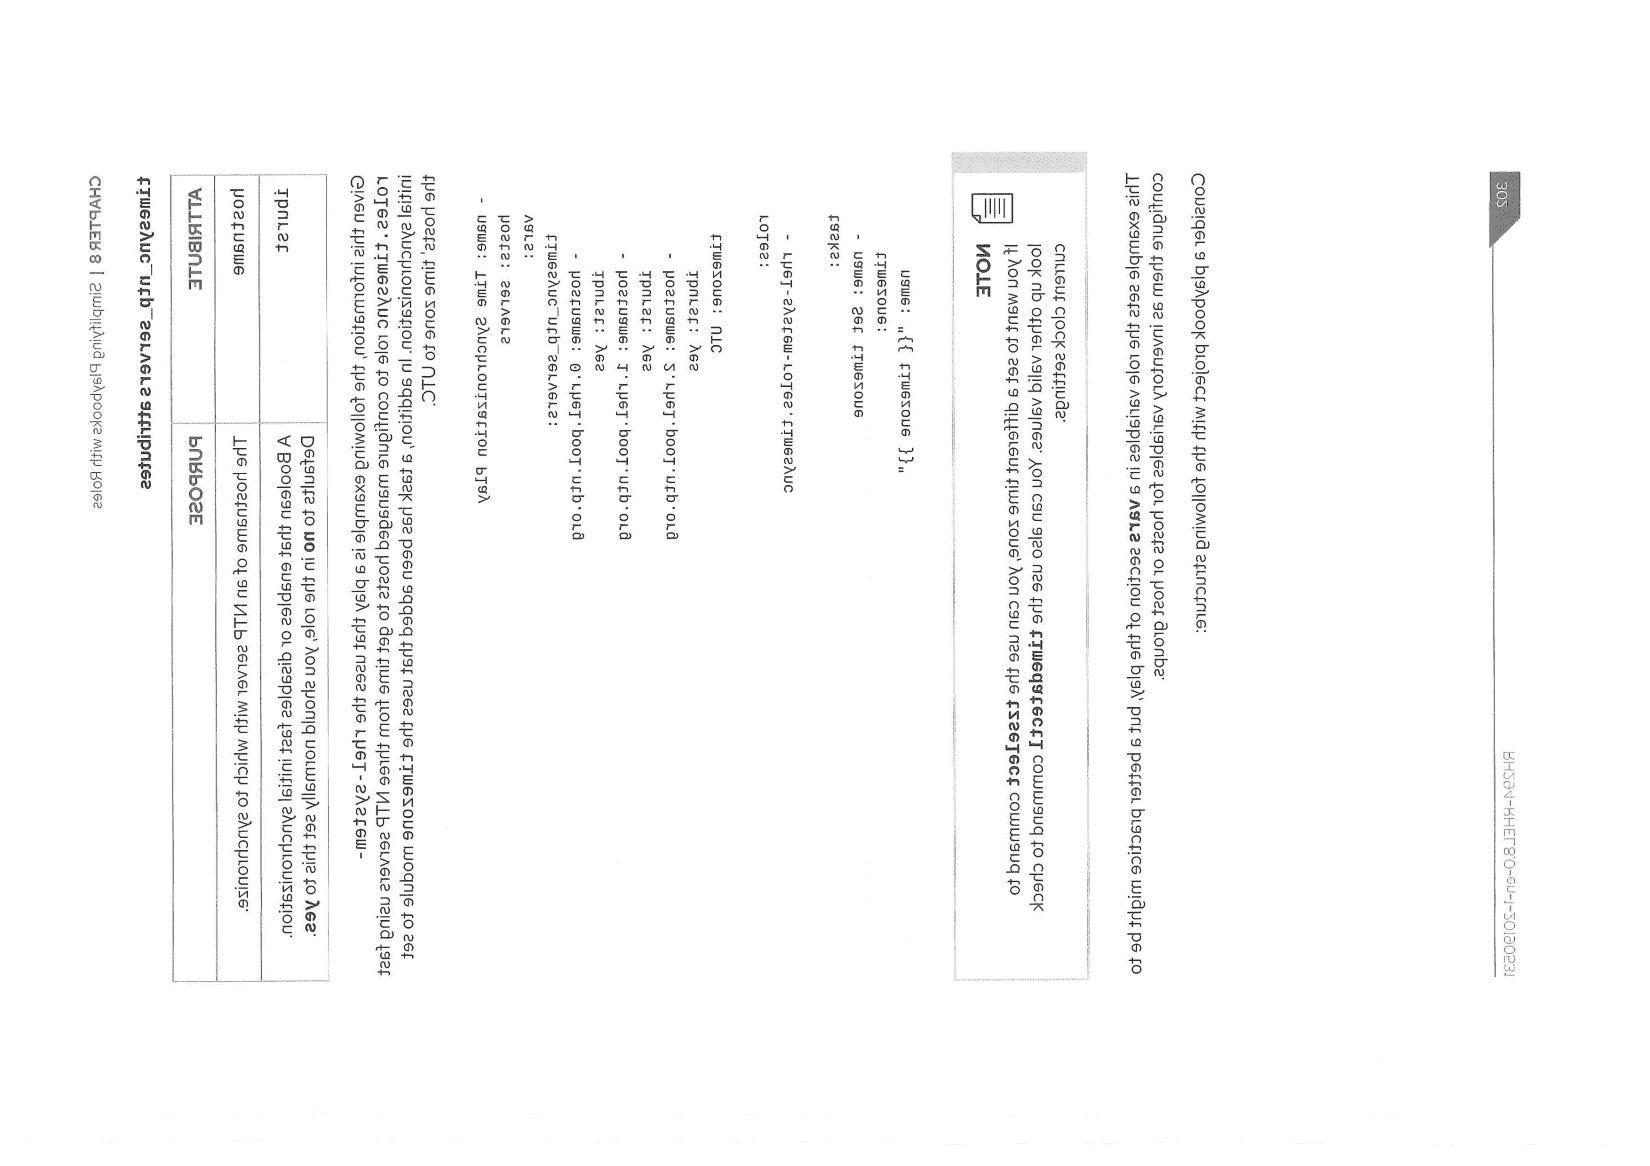 CHAPTER 8 | Simplifying Playbooks with Roles
timesync_ntp_servers attributes
ATTRIBUTE PURPOSE
hostname The hostname of an NTP server with which to synchronize.
iburst A Boolean that enables or disables fast initial synchronization.
Defaults to no in the role, you should normally set this to yes.
Given this information, the following example is a play that uses the rhel-system-
roles.timesync role to configure managed hosts to get time from three NTP servers using fast
initial synchronization. In addition, a task has been added that uses the timezone module to set
the hosts' time zone to UTC.
- name: Time Synchronization Play
hosts: servers
vars:
timesync_ntp_servers:
- hostname: 0.rhel.pool.ntp.org
iburst: yes
- hostname: 1.rhel.pool.ntp.org
iburst: yes
- hostname: 2.rhel.pool.ntp.org
iburst: yes
timezone: UTC
roles:
- rhel-system-roles.timesync
tasks:
- name: Set timezone
timezone:
name: "{{ timezone }}"
NOTE
If you want to set a different time zone, you can use the tzselect command to
look up other valid values. You can also use the timedatectl command to check
current clock settings.
This example sets the role variables in a vars section of the play, but a better practice might be to
configure them as inventory variables for hosts or host groups.
Consider a playbook project with the following structure:
302 RH294-RHEL8.0-en-1-20190531